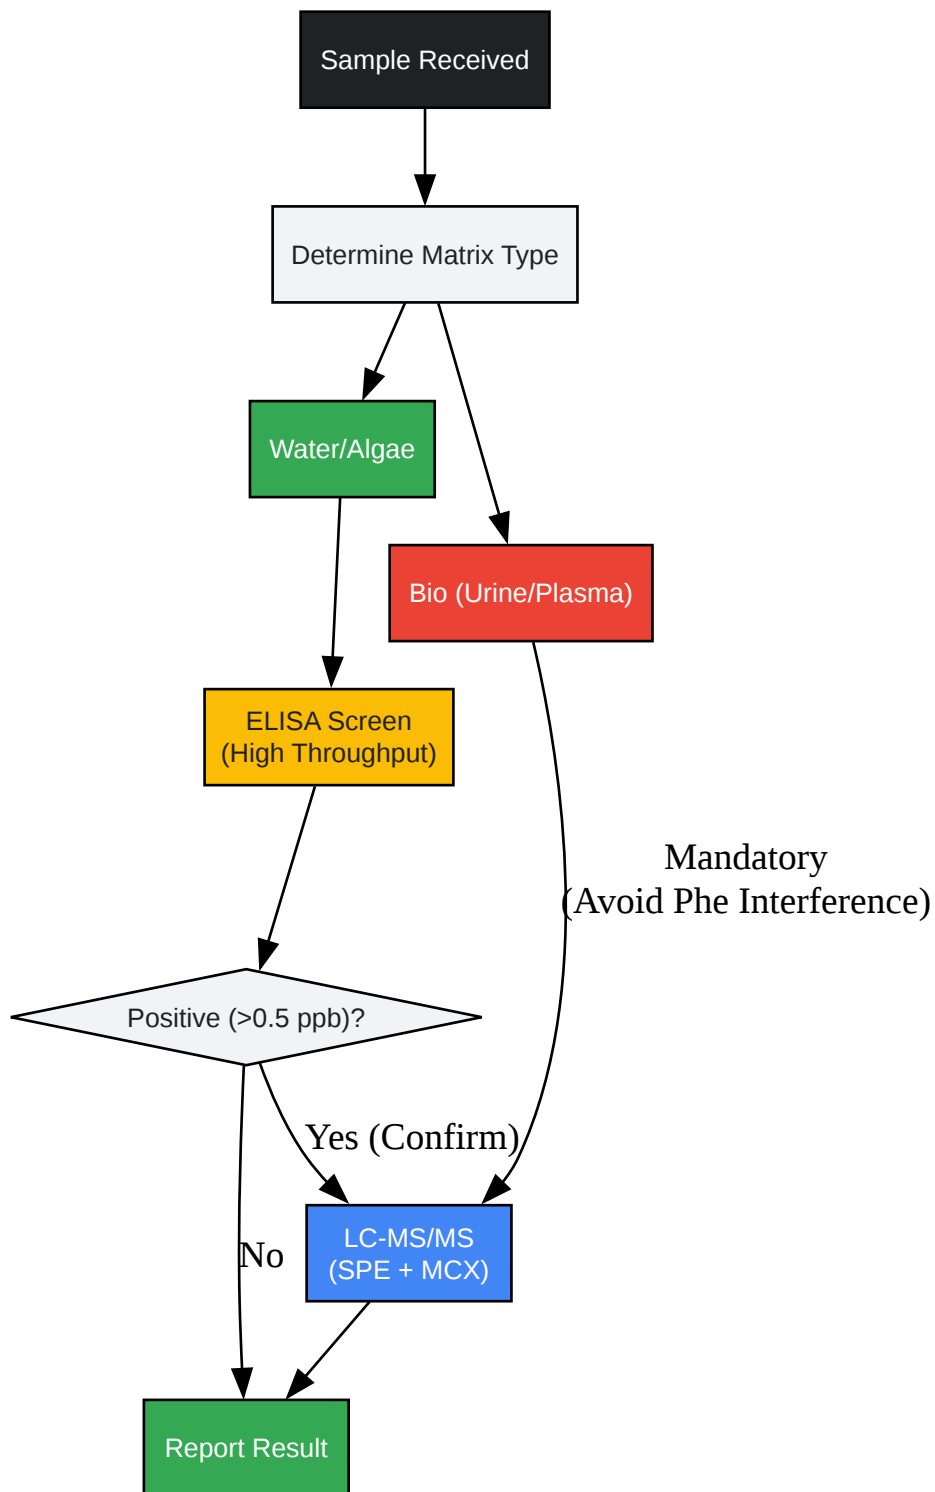 Sample Received
Determine Matrix Type
Water/Algae
Bio (Urine/Plasma)
ELISA Screen
(High Throughput)
Mandatory
(Avoid Phe Interference)
Positive (>0.5 ppb)?
Yes (Confirm)
No
LC-MS/MS
(SPE + MCX)
Report Result